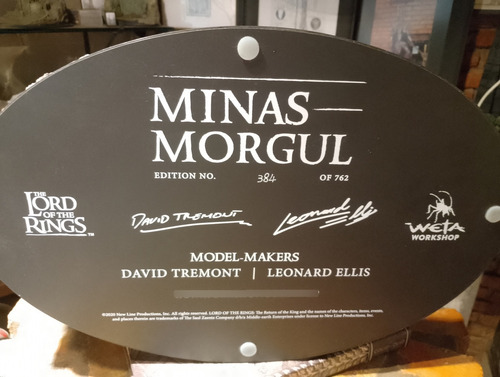 MINAS
MORGUL
EDITION NO. 384 OF 762
THE
LORD
OF THE
RINGS™
DAVID TREMONT
Leonard Ellis
WETA
WORKSHOP
MODEL-MAKERS
DAVID TREMONT | LEONARD ELLIS
©2020 New Line Productions, Inc. All rights reserved. LORD OF THE RINGS: The Return of the King and the names of the characters, items, events,
and places therein are trademarks of The Saul Zaentz Company d/b/a Middle-earth Enterprises under license to New Line Productions, Inc.